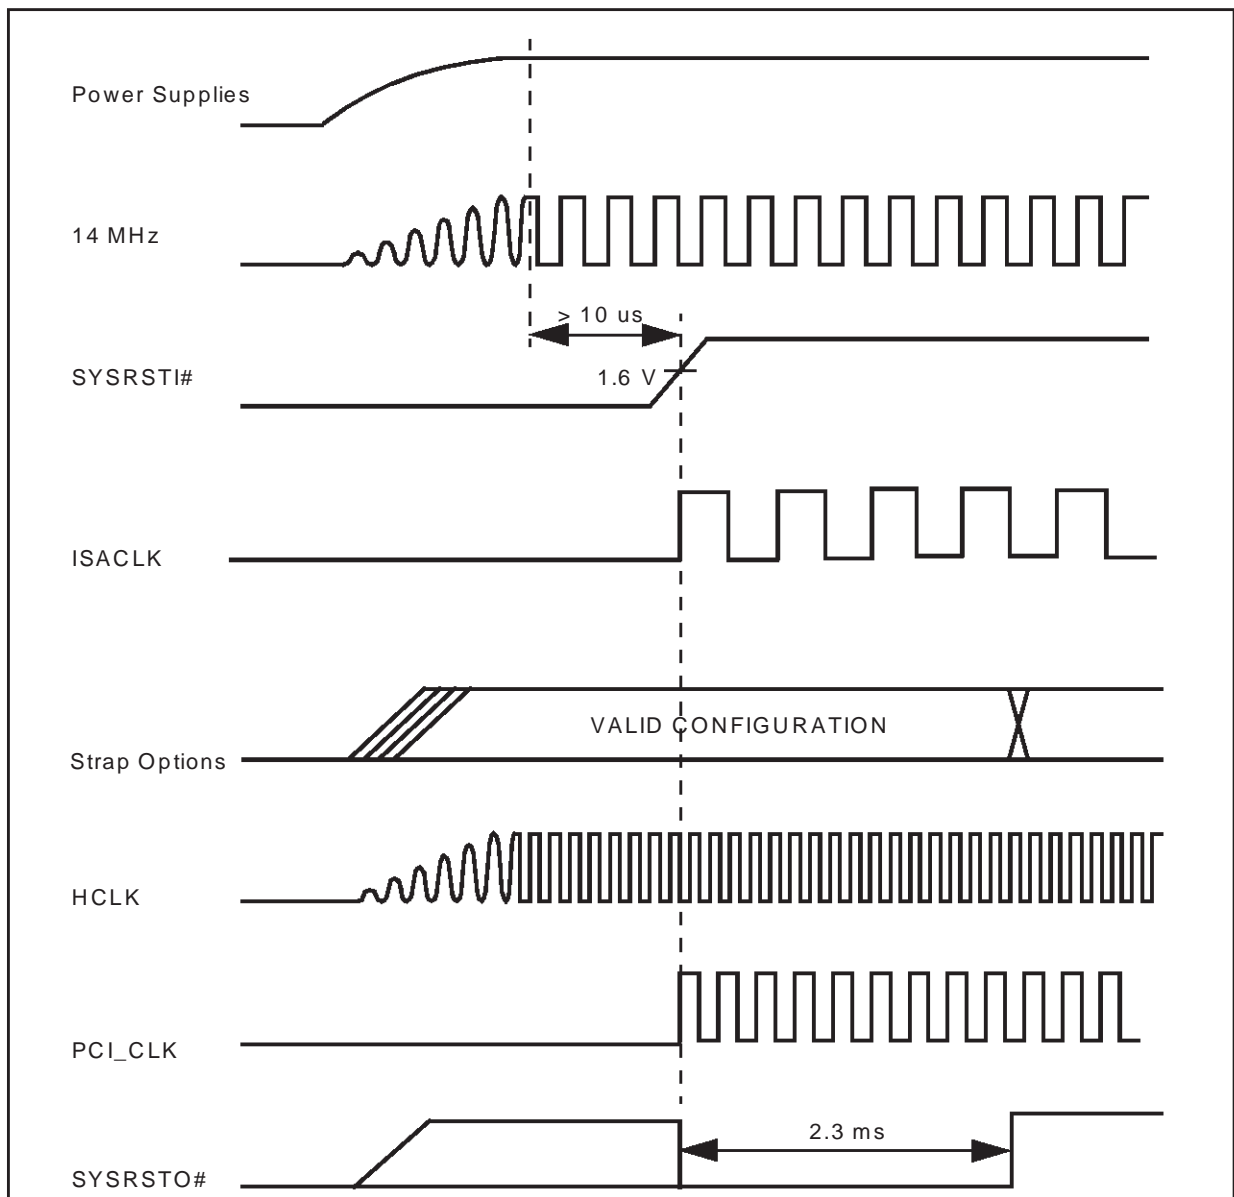 Power Supplies
14 MHz
> 10 us
SYSRSTI#
1.6 V
ISACLK
VALID CONFIGURATION
Strap Options
HCLK
PCI_CLK
2.3 ms
SYSRSTO#